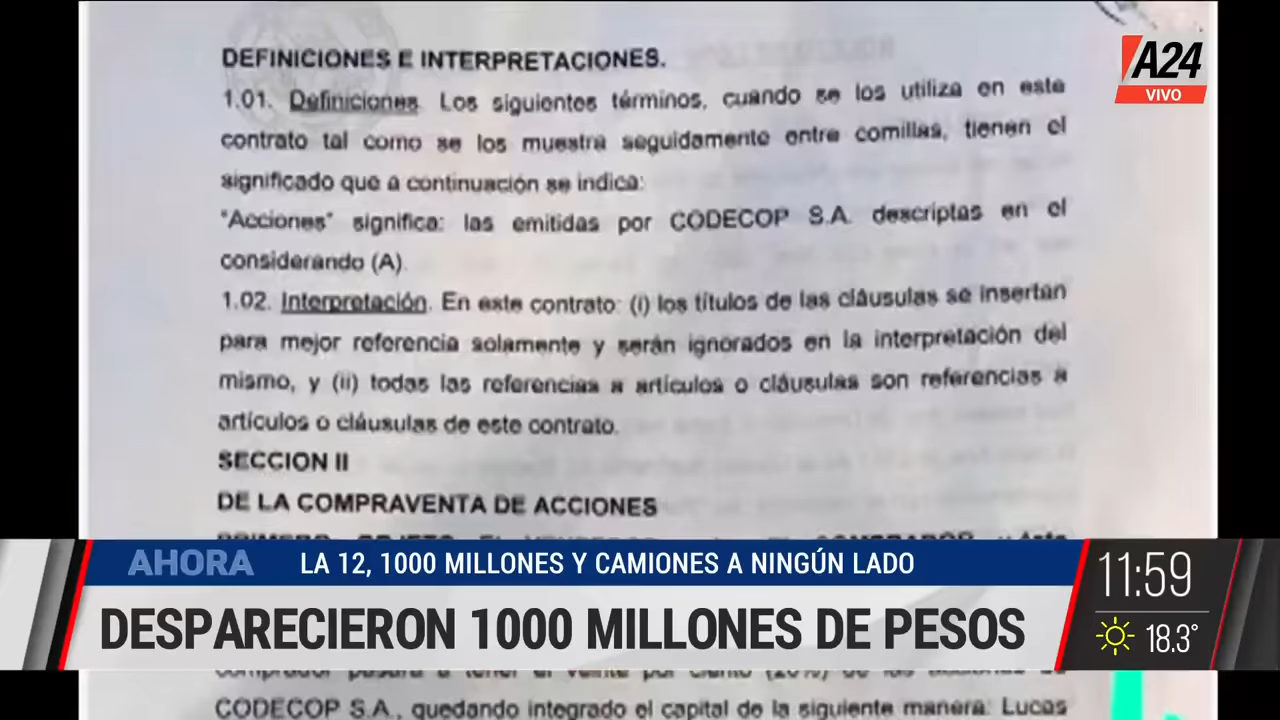 DEFINICIONES E INTERPRETACIONES.
1.01. Definiciones. Los siguientes términos, cuando se los utiliza en este
contrato tal como se los muestra seguidamente entre comillas, tienen el
significado que a continuación se indica:
"Acciones" significa: las emitidas por CODECOP S.A. descriptas en el
considerando (A).
1.02. Interpretación. En este contrato: (i) los títulos de las cláusulas se insertan
para mejor referencia solamente y serán ignorados en la interpretación del
mismo, y (ii) todas las referencias a artículos o cláusulas son referencias a
artículos o cláusulas de este contrato.
SECCION II
DE LA COMPRAVENTA DE ACCIONES
A24
VIVO
AHORA LA 12, 1000 MILLONES Y CAMIONES A NINGÚN LADO
DESPARECIERON 1000 MILLONES DE PESOS
11:59
18.3°
CODECOP S.A., quedando integrado el capital de la siguiente manera: Lucas